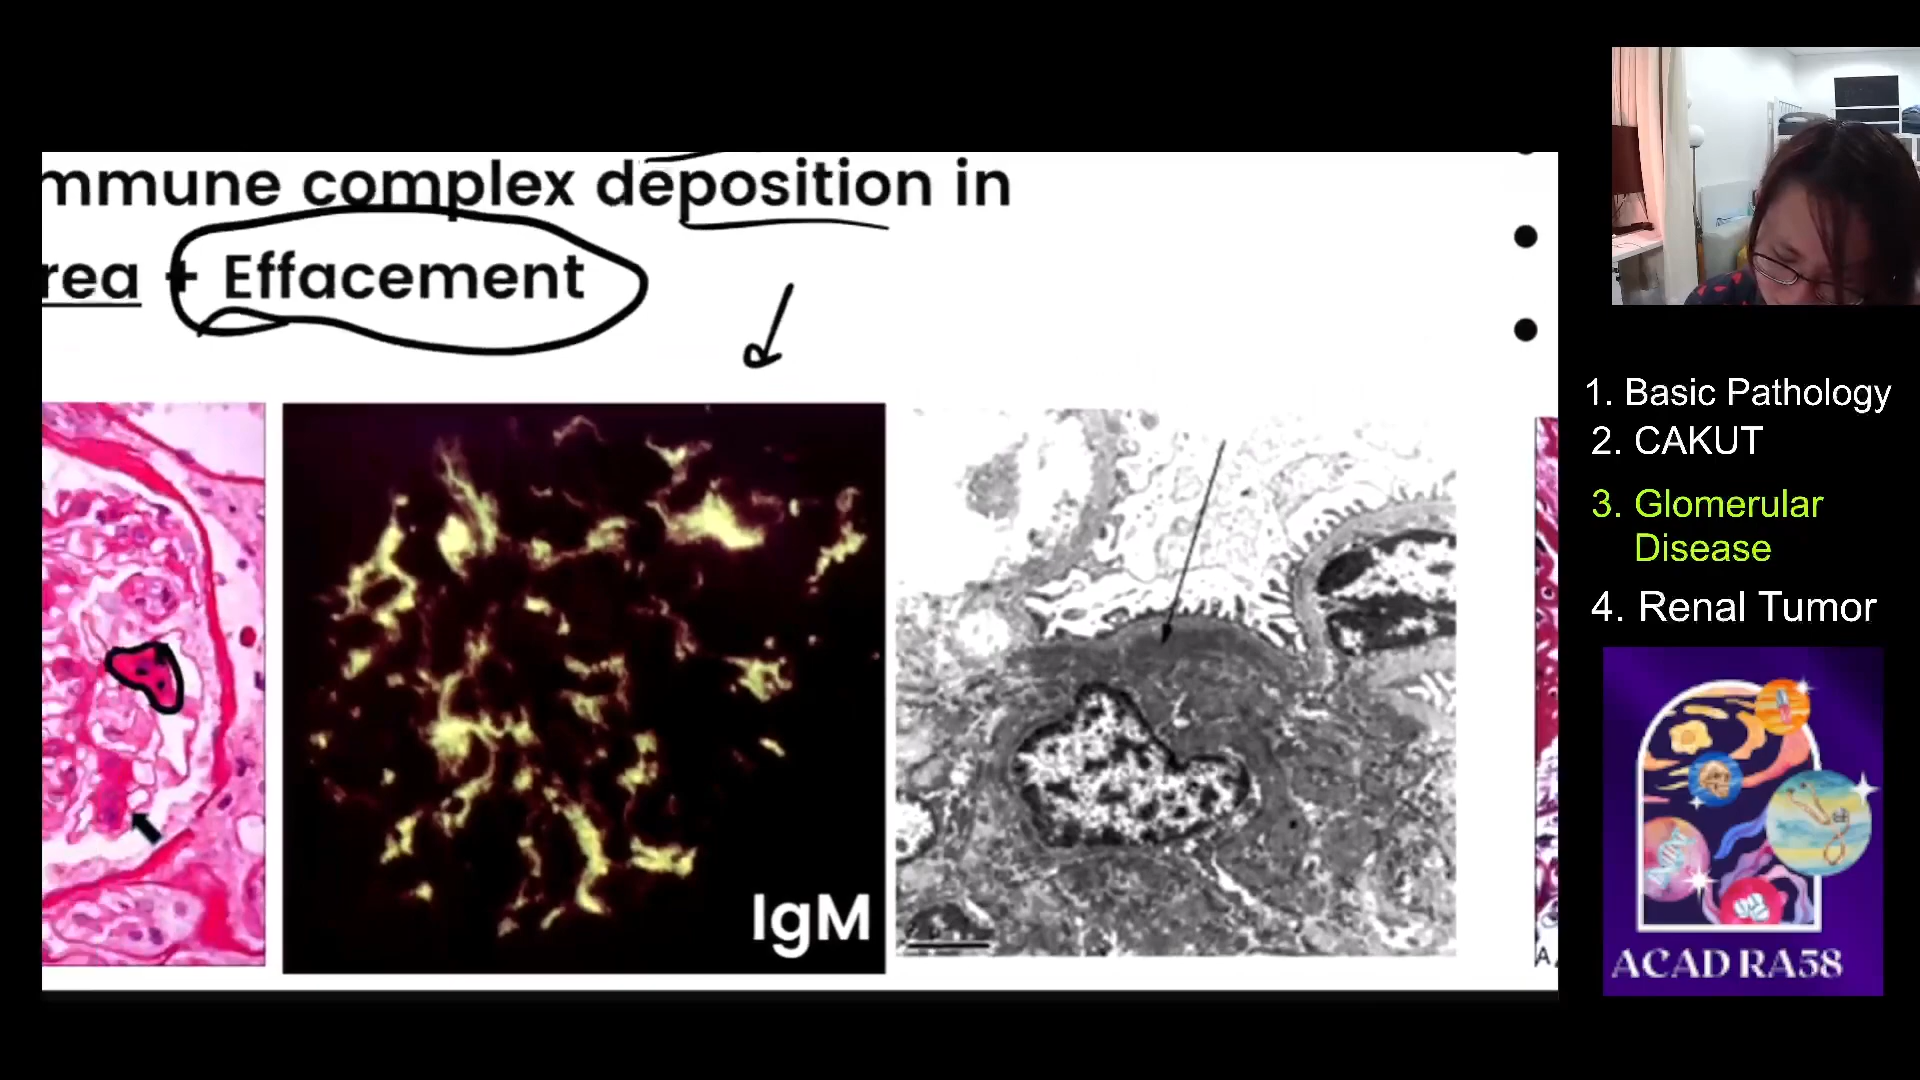 mmune complex deposition in
rea + Effacement
IgM
A
1. Basic Pathology
2. CAKUT
3. Glomerular
Disease
4. Renal Tumor
ACAD RA58